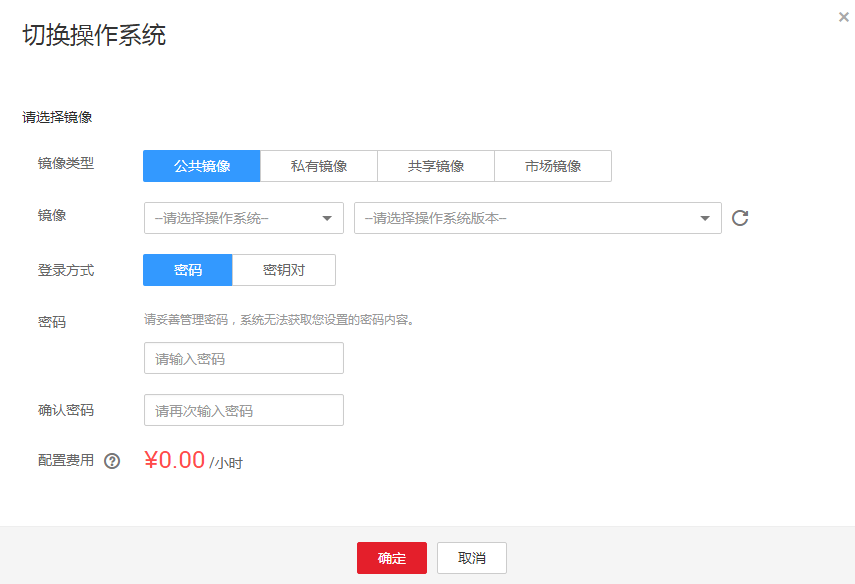 切换操作系统
×
请选择镜像
镜像类型 公共镜像 私有镜像 共享镜像 市场镜像
镜像 --请选择操作系统-- --请选择操作系统版本--
登录方式 密码 密钥对
密码 请妥善管理密码，系统无法获取您设置的密码内容。
请输入密码
确认密码 请再次输入密码
配置费用 ? ¥0.00 /小时
确定 取消